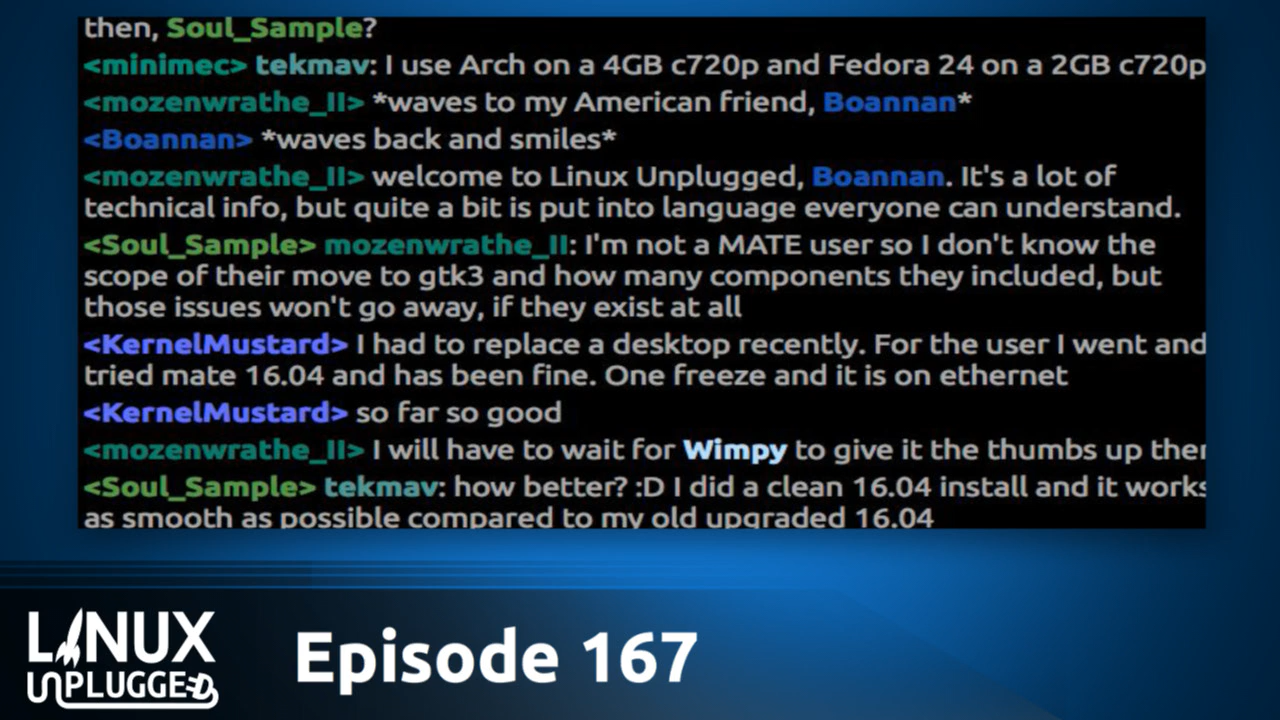 then, Soul_Sample?
<minimec> tekmav: I use Arch on a 4GB c720p and Fedora 24 on a 2GB c720p
<mozenwrathe_II> *waves to my American friend, Boannan*
<Boannan> *waves back and smiles*
<mozenwrathe_II> welcome to Linux Unplugged, Boannan. It's a lot of
technical info, but quite a bit is put into language everyone can understand.
<Soul_Sample> mozenwrathe_II: I'm not a MATE user so I don't know the
scope of their move to gtk3 and how many components they included, but
those issues won't go away, if they exist at all
<KernelMustard> I had to replace a desktop recently. For the user I went and
tried mate 16.04 and has been fine. One freeze and it is on ethernet
<KernelMustard> so far so good
<mozenwrathe_II> I will have to wait for Wimpy to give it the thumbs up then
<Soul_Sample> tekmav: how better? :D I did a clean 16.04 install and it works
as smooth as possible compared to my old upgraded 16.04
LINUX
UNPLUGGED
Episode 167